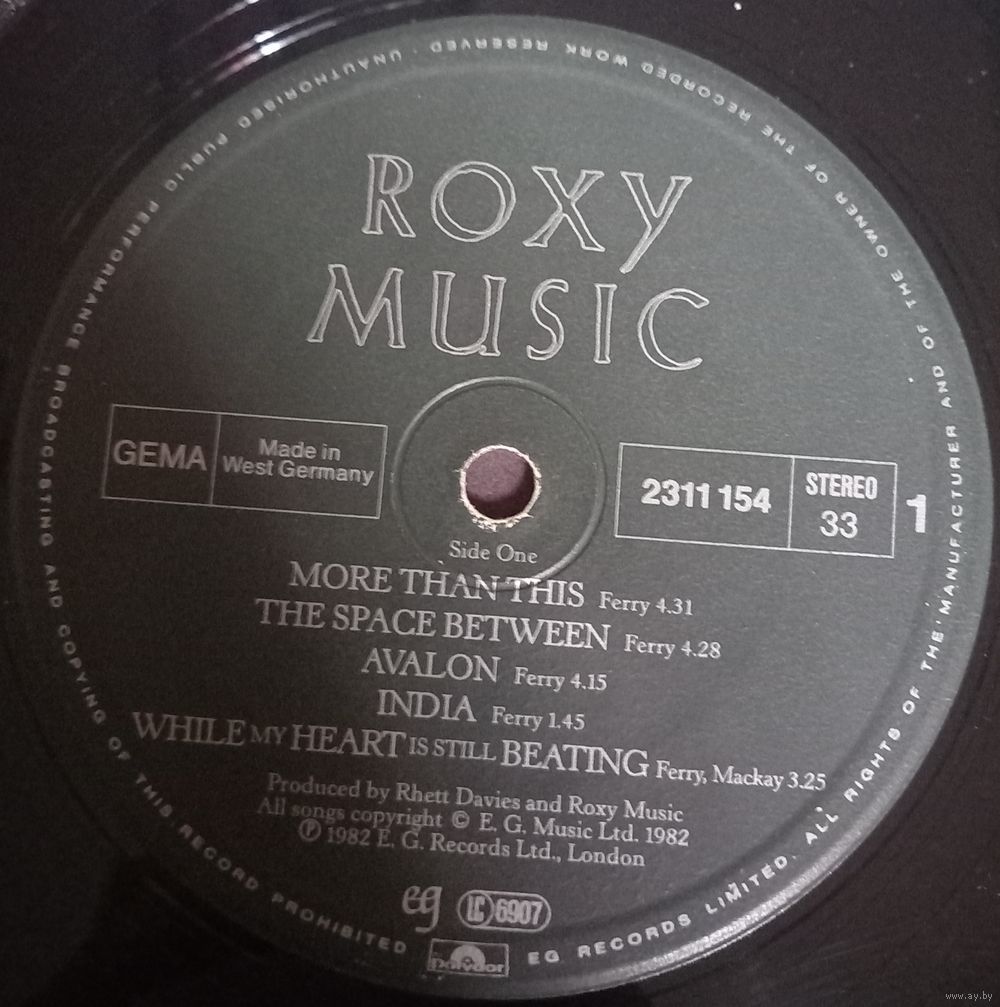 ROXY
MUSIC
GEMA
Made in
West Germany
2311 154
STEREO
33
1
Side One
MORE THAN THIS Ferry 4.31
THE SPACE BETWEEN Ferry 4.28
AVALON Ferry 4.15
INDIA Ferry 1.45
WHILE MY HEART IS STILL BEATING Ferry, Mackay 3.25
Produced by Rhett Davies and Roxy Music
All songs copyright © E. G. Music Ltd. 1982
℗ 1982 E. G. Records Ltd., London
eg
LC 6907
polydor
EG RECORDS LIMITED. ALL RIGHTS OF THE MANUFACTURER AND OF THE OWNER OF THE RECORDED WORK RESERVED · UNAUTHORISED PUBLIC PERFORMANCE BROADCASTING AND COPYING OF THIS RECORD PROHIBITED
www.ay.by